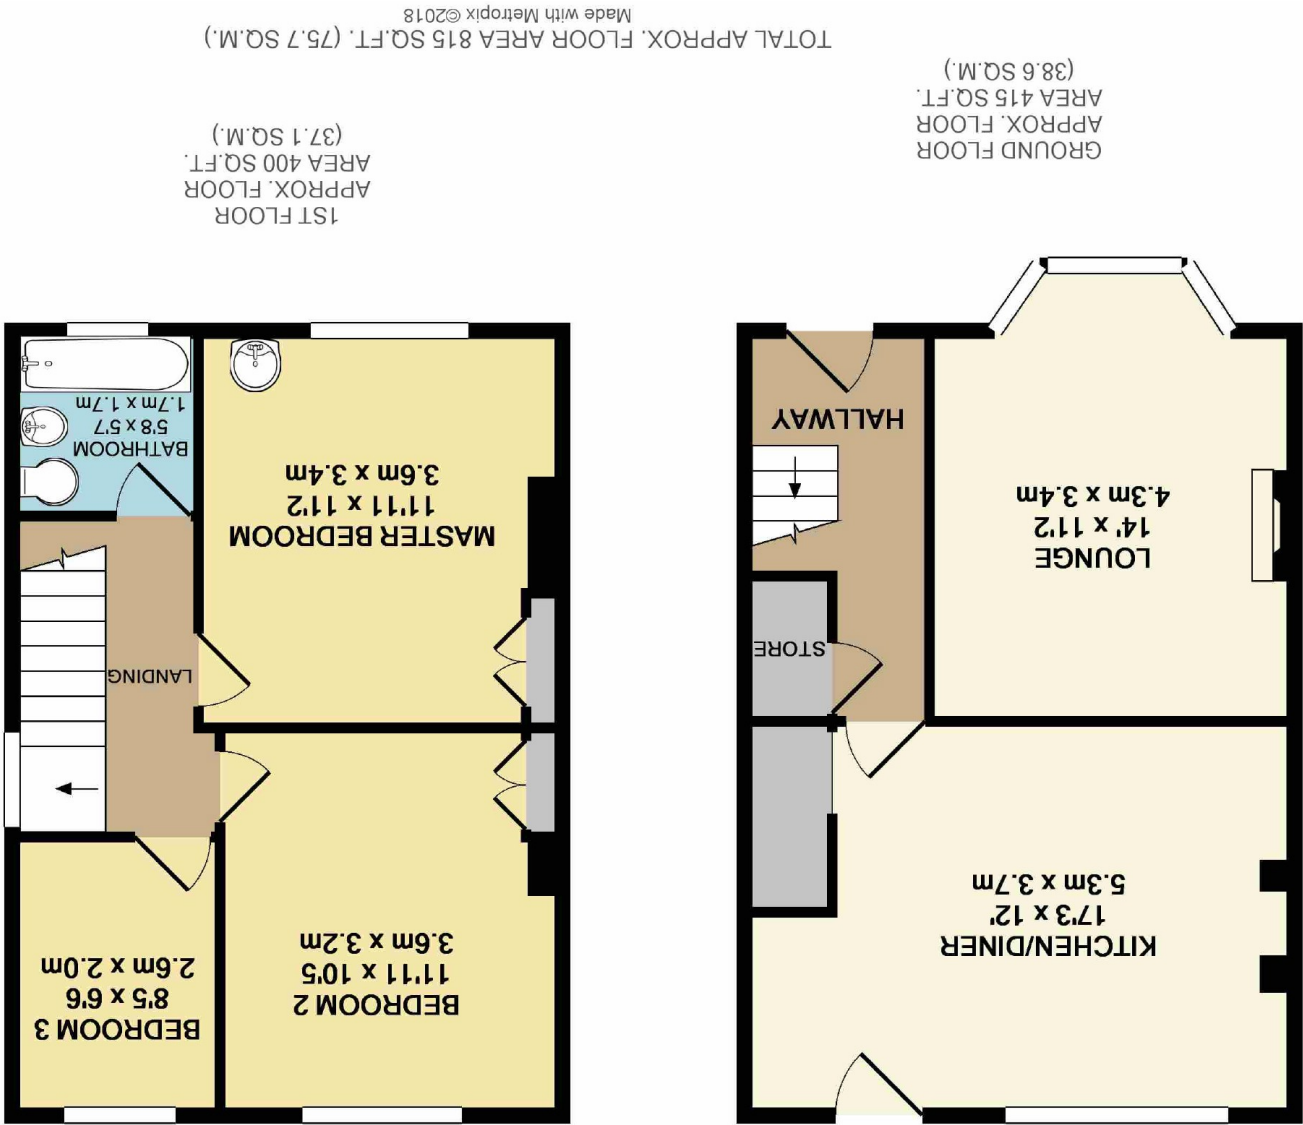 KITCHEN/DINER
17'3 x 12'
5.3m x 3.7m
STORE
LOUNGE
14' x 11'2
4.3m x 3.4m
HALLWAY
GROUND FLOOR
APPROX. FLOOR
AREA 415 SQ.FT.
(38.6 SQ.M.)
BEDROOM 2
11'11 x 10'5
3.6m x 3.2m
BEDROOM 3
8'5 x 6'6
2.6m x 2.0m
LANDING
MASTER BEDROOM
11'11 x 11'2
3.6m x 3.4m
BATHROOM
5'8 x 5'7
1.7m x 1.7m
1ST FLOOR
APPROX. FLOOR
AREA 400 SQ.FT.
(37.1 SQ.M.)
TOTAL APPROX. FLOOR AREA 815 SQ.FT. (75.7 SQ.M.)
Made with Metropix ©2018